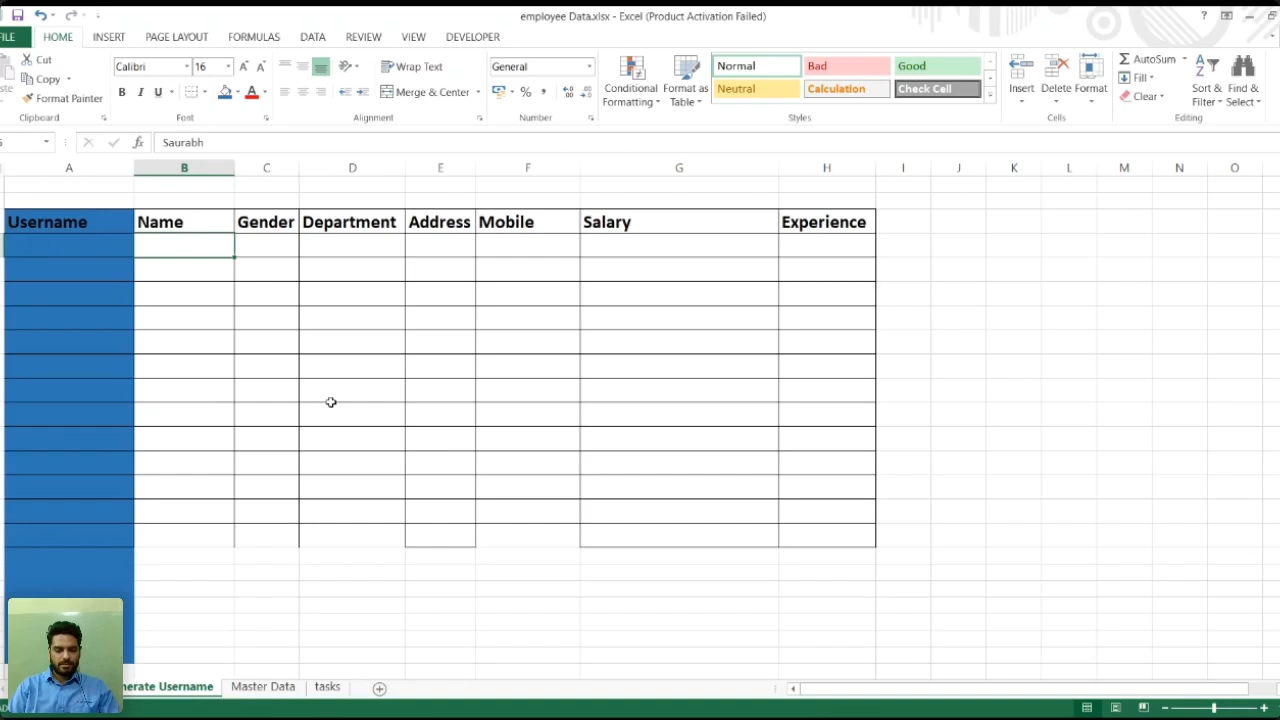 employee Data.xlsx - Excel (Product Activation Failed)
FILE HOME INSERT PAGE LAYOUT FORMULAS DATA REVIEW VIEW DEVELOPER
Cut
Copy
Format Painter
Clipboard
Calibri 16
B I U A
Font
Wrap Text
Merge & Center
Alignment
General
%
Number
Conditional Formatting
Format as Table
Normal Bad Good
Neutral Calculation Check Cell
Styles
Insert Delete Format
Cells
AutoSum
Fill
Clear
Sort & Filter
Find & Select
Editing
fx Saurabh
A B C D E F G H I J K L M N O
Username Name Gender Department Address Mobile Salary Experience
nerate Username Master Data tasks